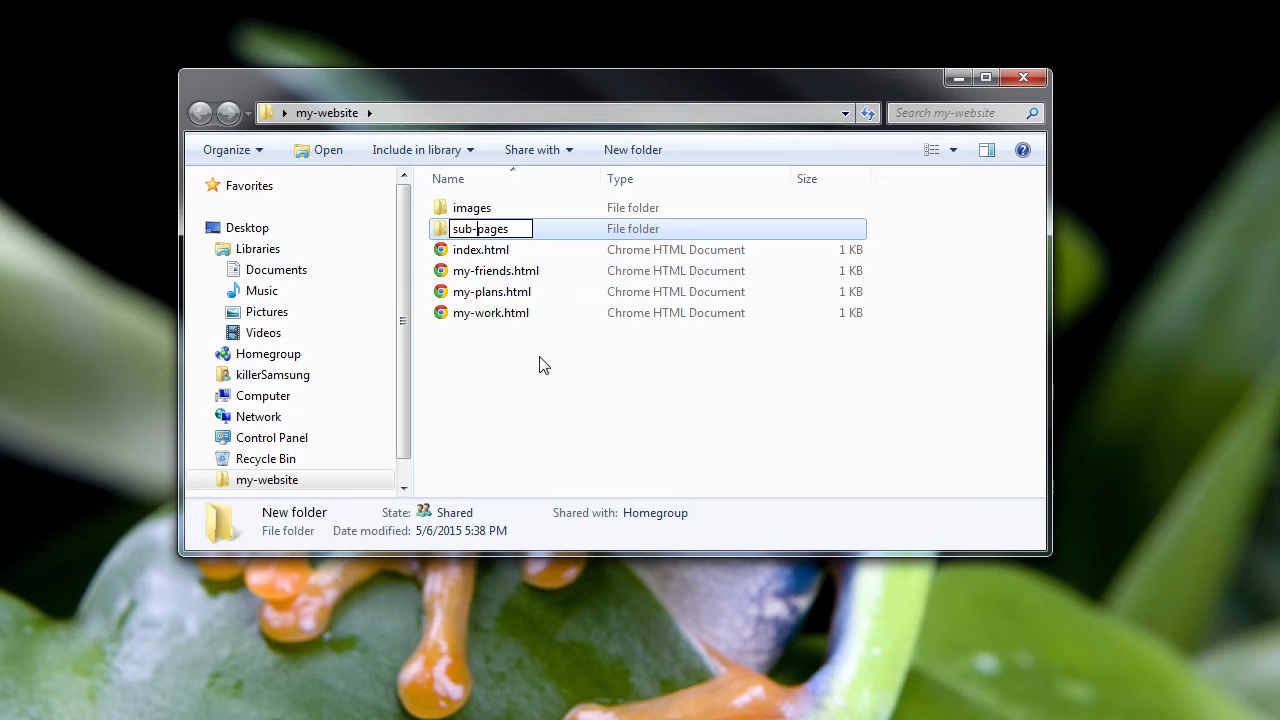 my-website
Search my-website
Organize Open Include in library Share with New folder
Name Type Size
Favorites
Desktop
Libraries
Documents
Music
Pictures
Videos
Homegroup
killerSamsung
Computer
Network
Control Panel
Recycle Bin
my-website
images File folder
sub-pages File folder
index.html Chrome HTML Document 1 KB
my-friends.html Chrome HTML Document 1 KB
my-plans.html Chrome HTML Document 1 KB
my-work.html Chrome HTML Document 1 KB
New folder State: Shared Shared with: Homegroup
File folder Date modified: 5/6/2015 5:38 PM